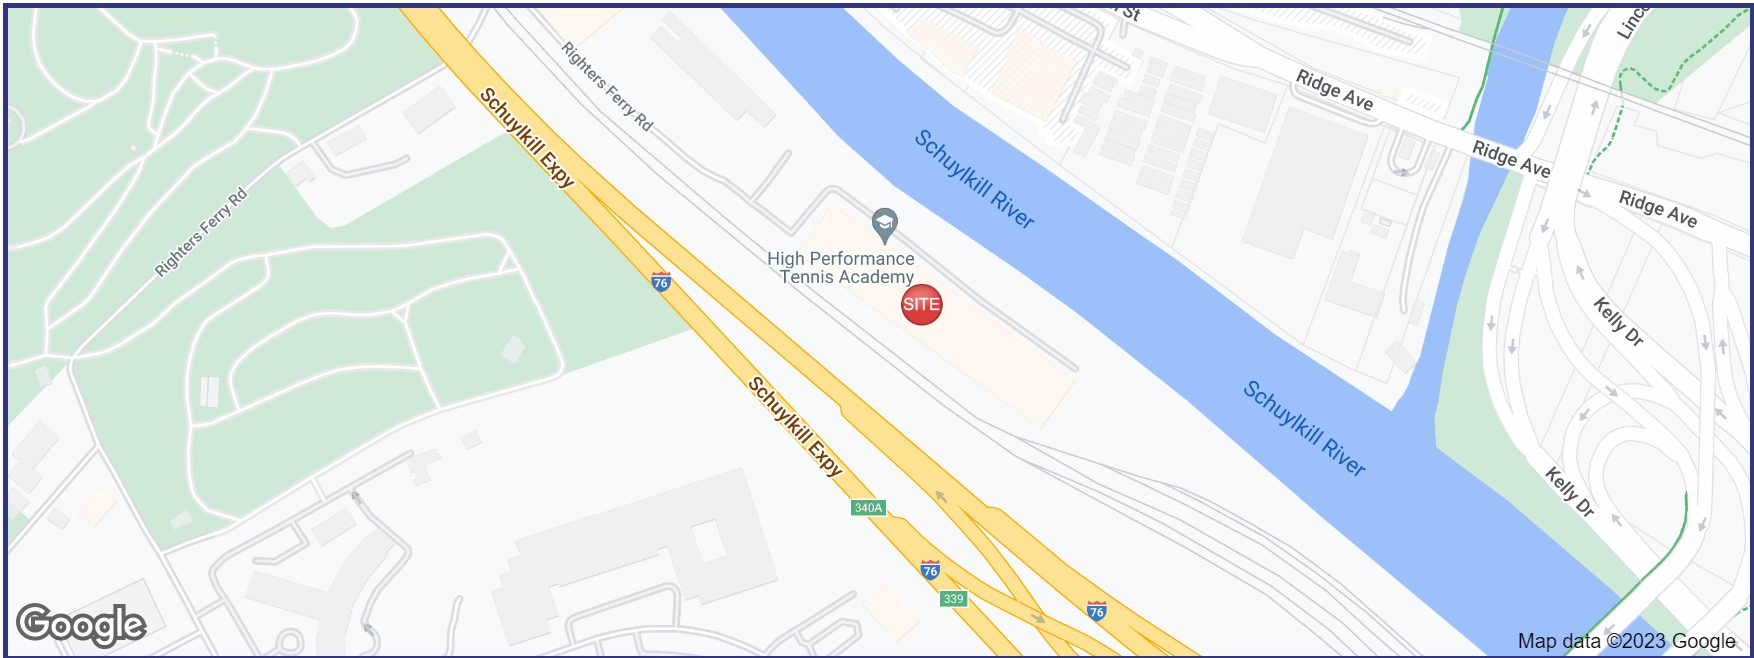 St
Linc
Righters Ferry Rd
Ridge Ave
Schuylkill Expy
Schuylkill River
Ridge Ave
Ridge Ave
Righters Ferry Rd
High Performance
Tennis Academy
76
SITE
Kelly Dr
Schuylkill Expy
Schuylkill River
Kelly Dr
340A
76
339
76
Google
Map data ©2023 Google